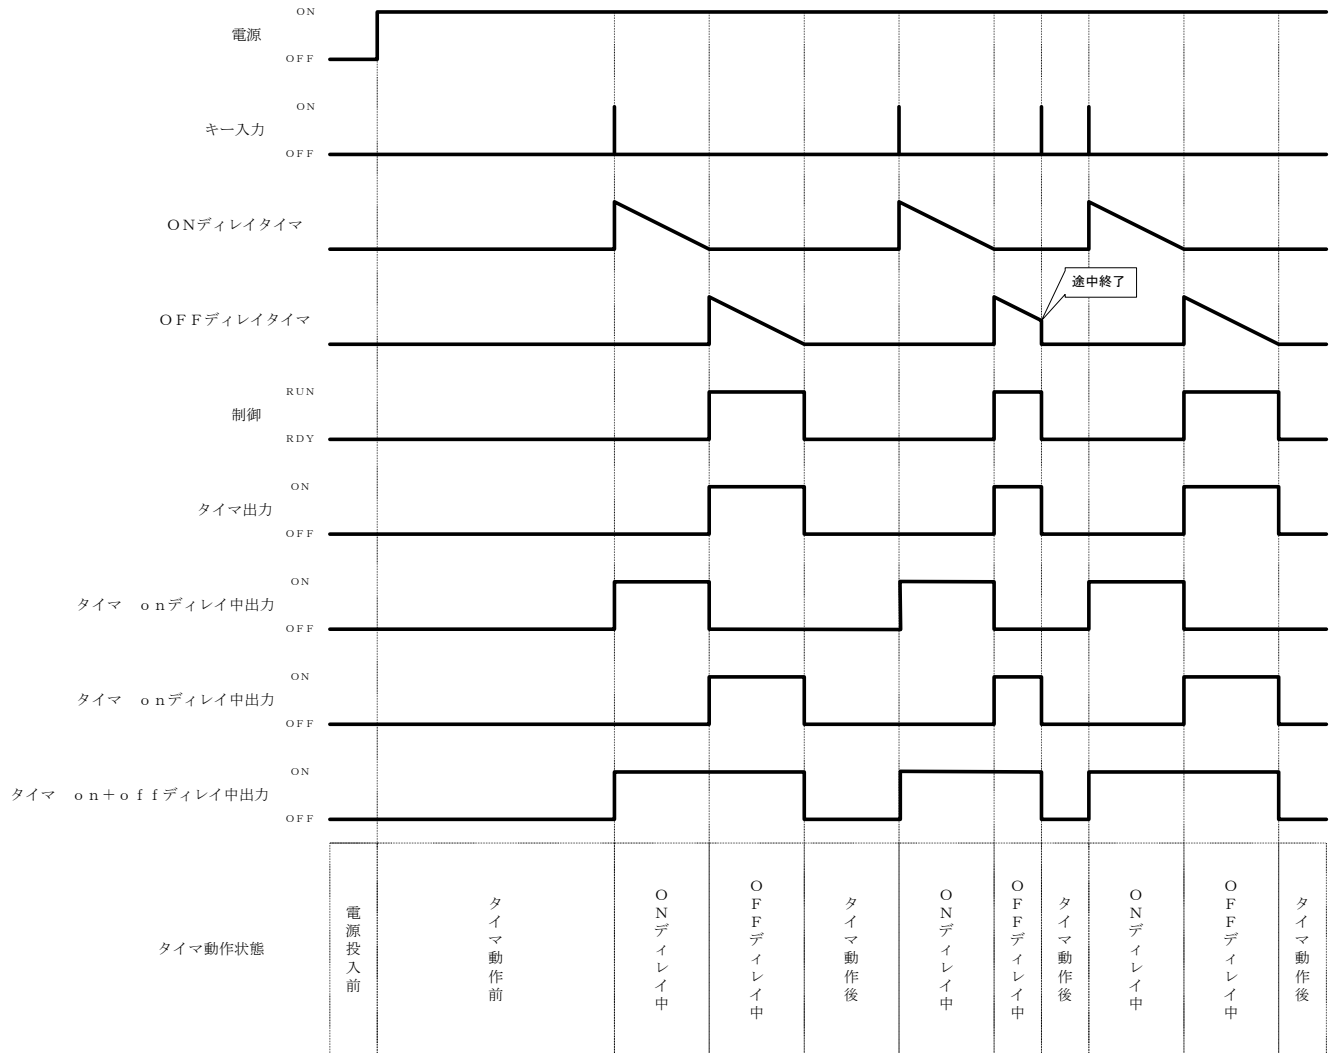 ON
電源
OFF
ON
キー入力
OFF
ONディレイタイマ
途中終了
OFFディレイタイマ
RUN
制御
RDY
ON
タイマ出力
OFF
ON
タイマ　onディレイ中出力
OFF
ON
タイマ　onディレイ中出力
OFF
ON
タイマ　on+offディレイ中出力
OFF
タイマ動作状態
電源投入前
タイマ動作前
ONディレイ中
OFFディレイ中
タイマ動作後
ONディレイ中
OFFディレイ中
タイマ動作後
ONディレイ中
OFFディレイ中
タイマ動作後